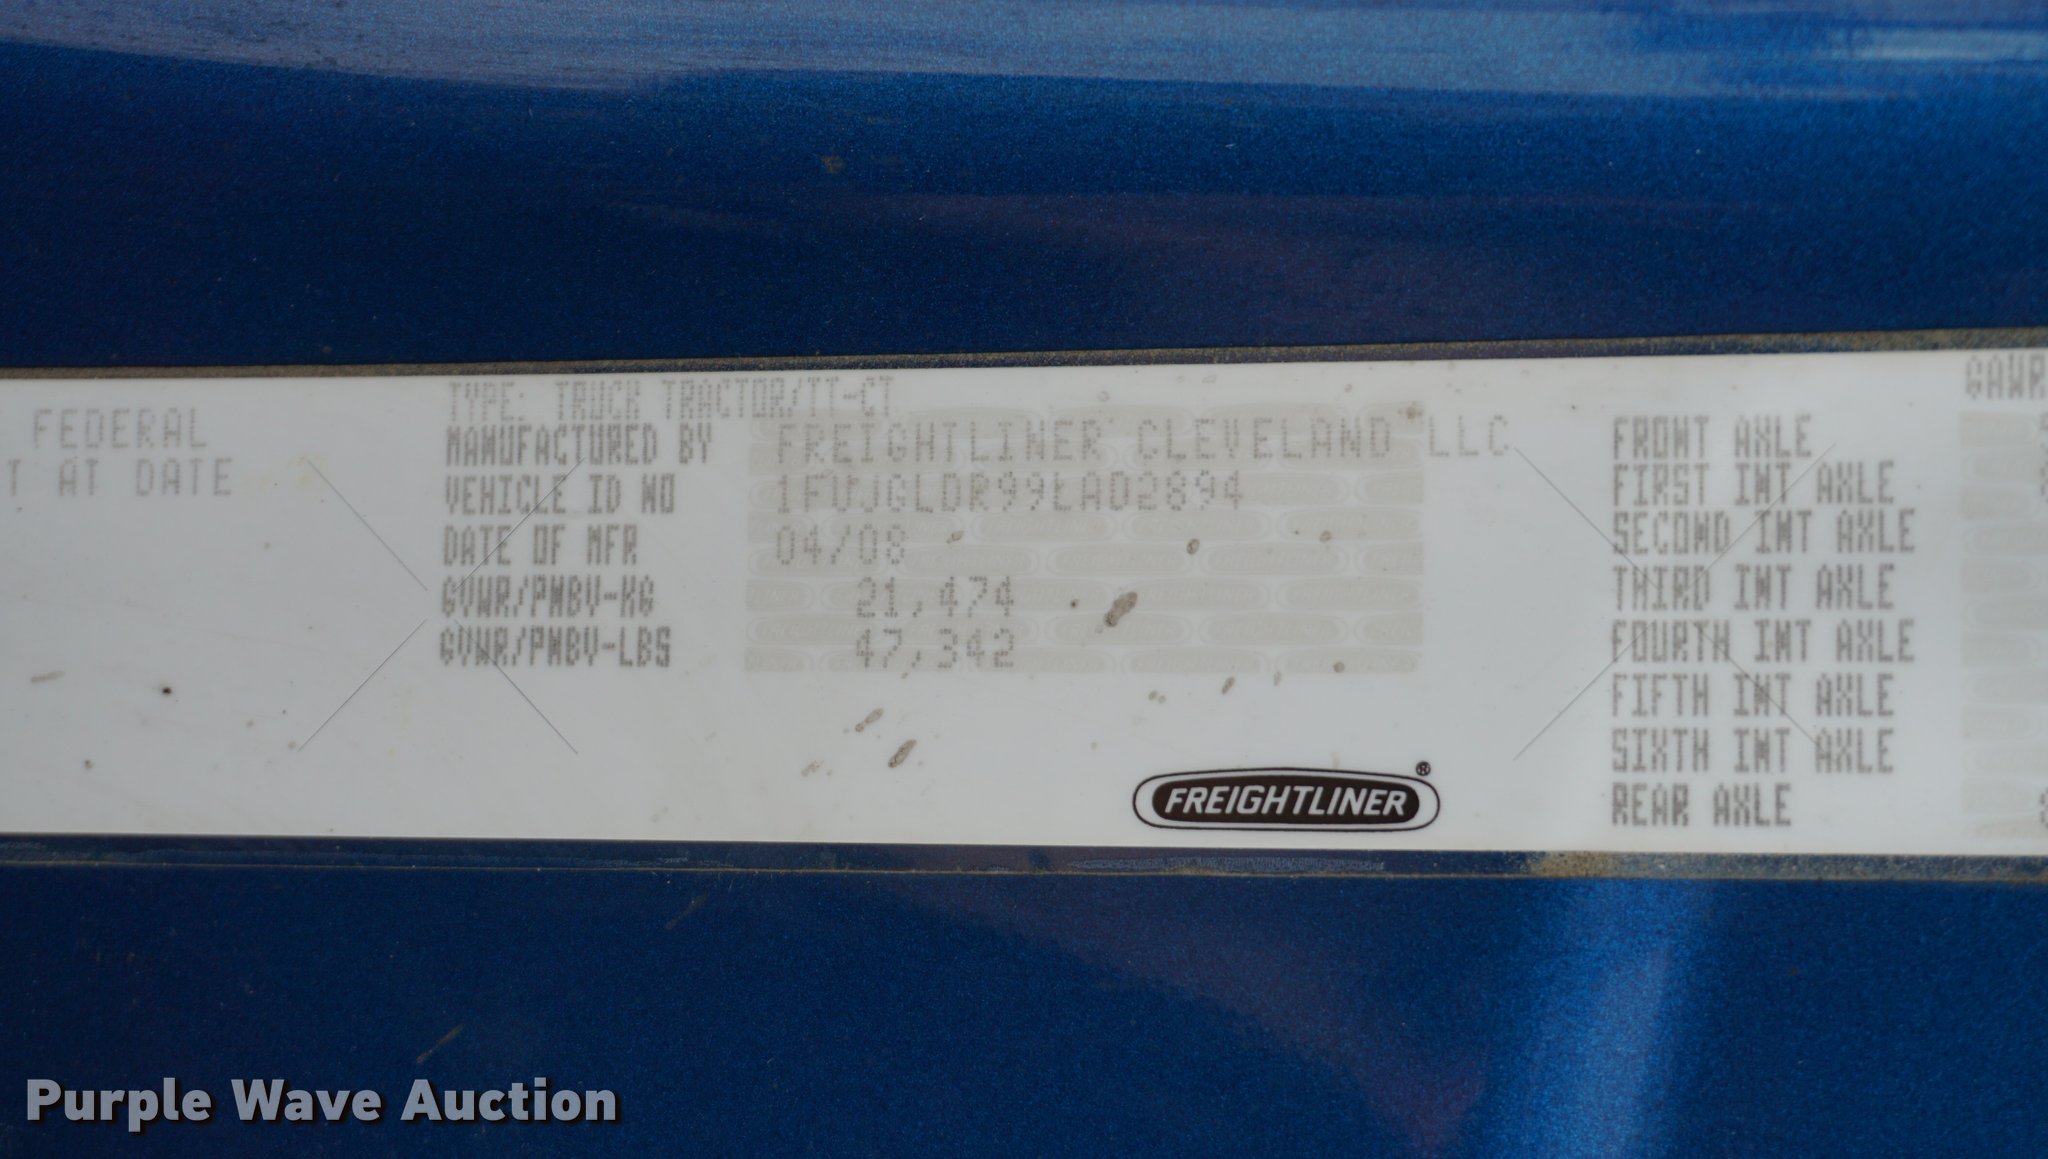 FEDERAL
T AT DATE
TYPE: TRUCK TRACTOR/TT-CT
MANUFACTURED BY FREIGHTLINER CLEVELAND LLC
VEHICLE ID NO 1FUJGLDR99LAD2894
DATE OF MFR 04/08
GVWR/PNBV-KG 21,474
GVWR/PNBV-LBS 47,342
FREIGHTLINER®
GAWR
FRONT AXLE
FIRST INT AXLE
SECOND INT AXLE
THIRD INT AXLE
FOURTH INT AXLE
FIFTH INT AXLE
SIXTH INT AXLE
REAR AXLE
Purple Wave Auction